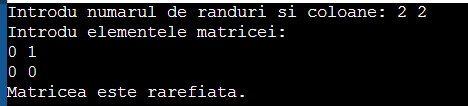 Introdu numarul de randuri si coloane: 2 2
Introdu elementele matricei:
0 1
0 0
Matricea este rarefiata.